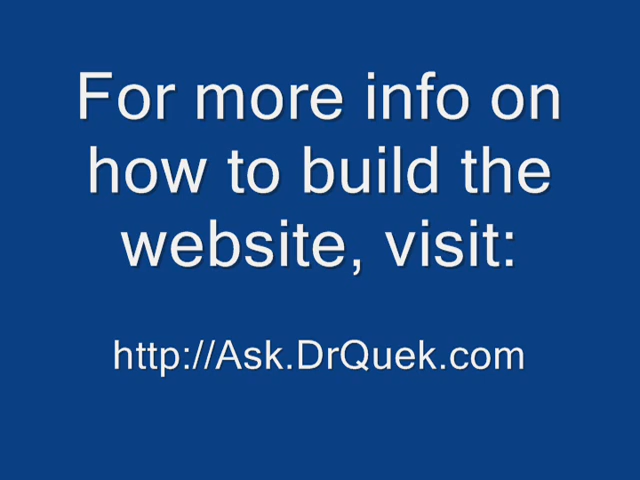 For more info on
how to build the
website, visit:
http://Ask.DrQuek.com